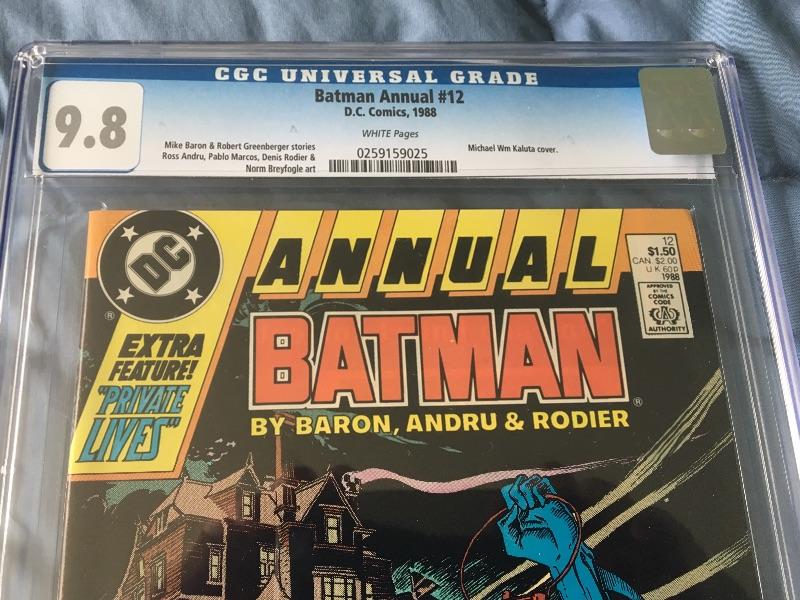 CGC UNIVERSAL GRADE
9.8
Batman Annual #12
D.C. Comics, 1988
WHITE Pages
Mike Baron & Robert Greenberger stories
Ross Andru, Pablo Marcos, Denis Rodier &
Norm Breyfogle art
0259159025
Michael Wm Kaluta cover.
DC
®
ANNUAL
12
$1.50
CAN. $2.00
U.K 60p
1988
APPROVED
BY THE
COMICS
CODE
CA
AUTHORITY
EXTRA
FEATURE!
"PRIVATE
LIVES"
BATMAN
®
BY BARON, ANDRU & RODIER